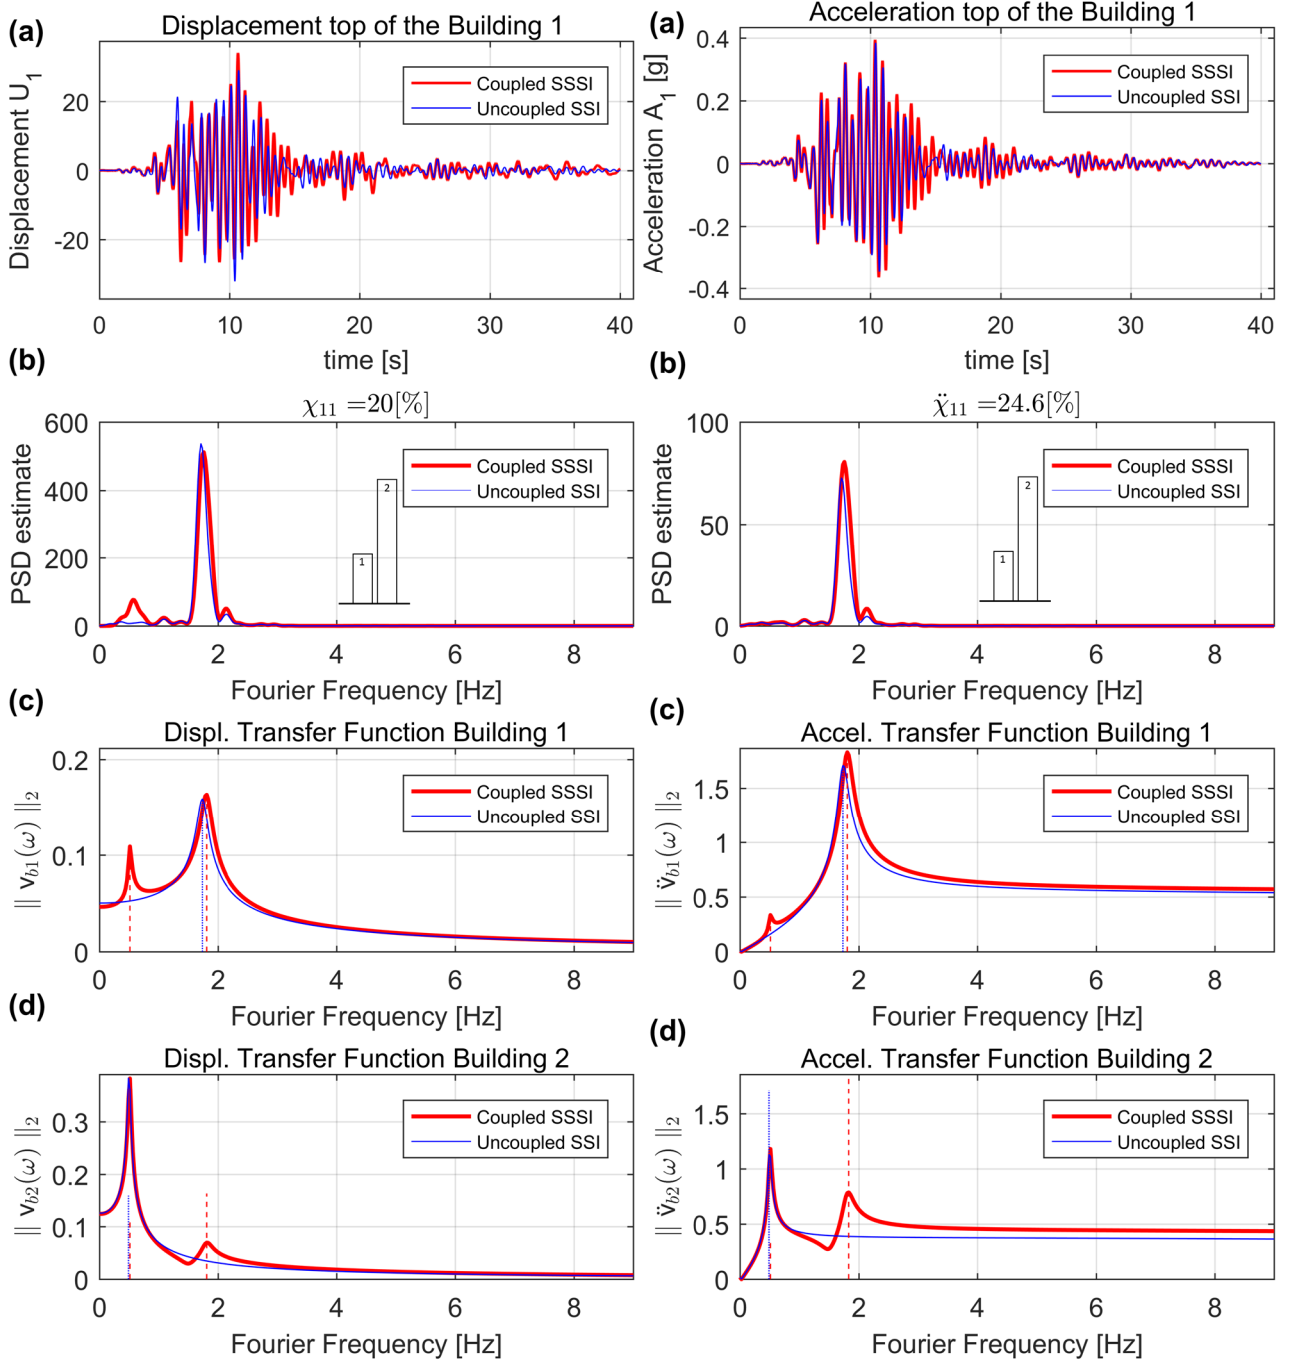 (a)
Displacement top of the Building 1
Displacement U1
20
0
-20
0
10
20
30
40
time [s]
Coupled SSSI
Uncoupled SSI
(a)
Acceleration top of the Building 1
Acceleration A1 [g]
0.4
0.2
0
-0.2
-0.4
0
10
20
30
40
time [s]
Coupled SSSI
Uncoupled SSI
(b)
χ11 =20[%]
PSD estimate
600
400
200
0
0
2
4
6
8
Fourier Frequency [Hz]
Coupled SSSI
Uncoupled SSI
1
2
(b)
χ̈11 =24.6[%]
PSD estimate
100
50
0
0
2
4
6
8
Fourier Frequency [Hz]
Coupled SSSI
Uncoupled SSI
1
2
(c)
Displ. Transfer Function Building 1
|| vb1(ω) ||2
0.2
0.1
0
0
2
4
6
8
Fourier Frequency [Hz]
Coupled SSSI
Uncoupled SSI
(c)
Accel. Transfer Function Building 1
|| v̈b1(ω) ||2
1.5
1
0.5
0
0
2
4
6
8
Fourier Frequency [Hz]
Coupled SSSI
Uncoupled SSI
(d)
Displ. Transfer Function Building 2
|| vb2(ω) ||2
0.3
0.2
0.1
0
0
2
4
6
8
Fourier Frequency [Hz]
Coupled SSSI
Uncoupled SSI
(d)
Accel. Transfer Function Building 2
|| v̈b2(ω) ||2
1.5
1
0.5
0
0
2
4
6
8
Fourier Frequency [Hz]
Coupled SSSI
Uncoupled SSI